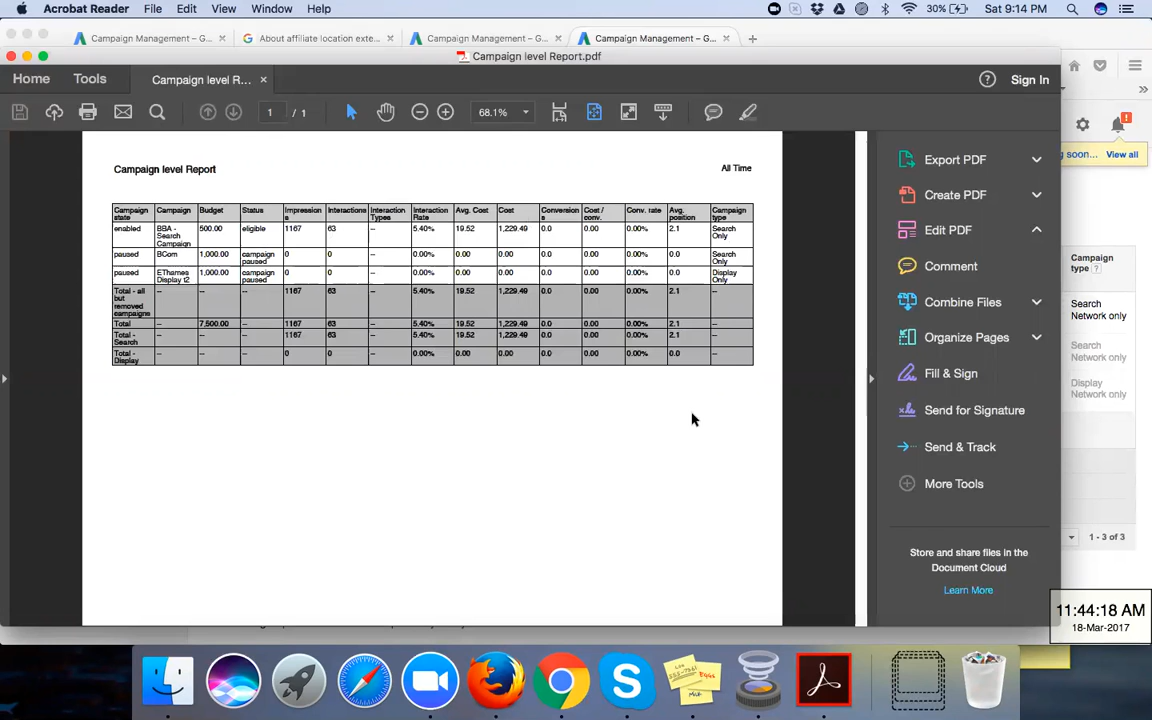 Acrobat Reader File Edit View Window Help 30% Sat 9:14 PM
Campaign Management – G... × About affiliate location exte... × Campaign Management – G... × Campaign Management – G... ×
Campaign level Report.pdf
Home Tools Campaign level R... × Sign In
1 / 1 68.1%
soon... View all
Campaign level Report All Time
Campaign state Campaign Budget Status Impressions Interactions Interaction Types Interaction Rate Avg. Cost Cost Conversions Cost / conv. Conv. rate Avg. position Campaign type
enabled BBA - Search Campaign 500.00 eligible 1167 63 -- 5.40% 19.52 1,229.49 0.0 0.00 0.00% 2.1 Search Only
paused BCom 1,000.00 campaign paused 0 0 -- 0.00% 0.00 0.00 0.0 0.00 0.00% 0.0 Search Only
paused EThames Display t2 1,000.00 campaign paused 0 0 -- 0.00% 0.00 0.00 0.0 0.00 0.00% 0.0 Display Only
Total - all but removed campaigns -- -- -- 1167 63 -- 5.40% 19.52 1,229.49 0.0 0.00 0.00% 2.1 --
Total -- 7,500.00 -- 1167 63 -- 5.40% 19.52 1,229.49 0.0 0.00 0.00% 2.1 --
Total - Search -- -- -- 1167 63 -- 5.40% 19.52 1,229.49 0.0 0.00 0.00% 2.1 --
Total - Display -- -- -- 0 0 -- 0.00% 0.00 0.00 0.0 0.00 0.00% 0.0 --
Export PDF
Create PDF
Edit PDF
Comment
Combine Files
Organize Pages
Fill & Sign
Send for Signature
Send & Track
More Tools
Store and share files in the
Document Cloud
Learn More
Campaign
type ?
Search
Network only
Search
Network only
Display
Network only
1 - 3 of 3
11:44:18 AM
18-Mar-2017